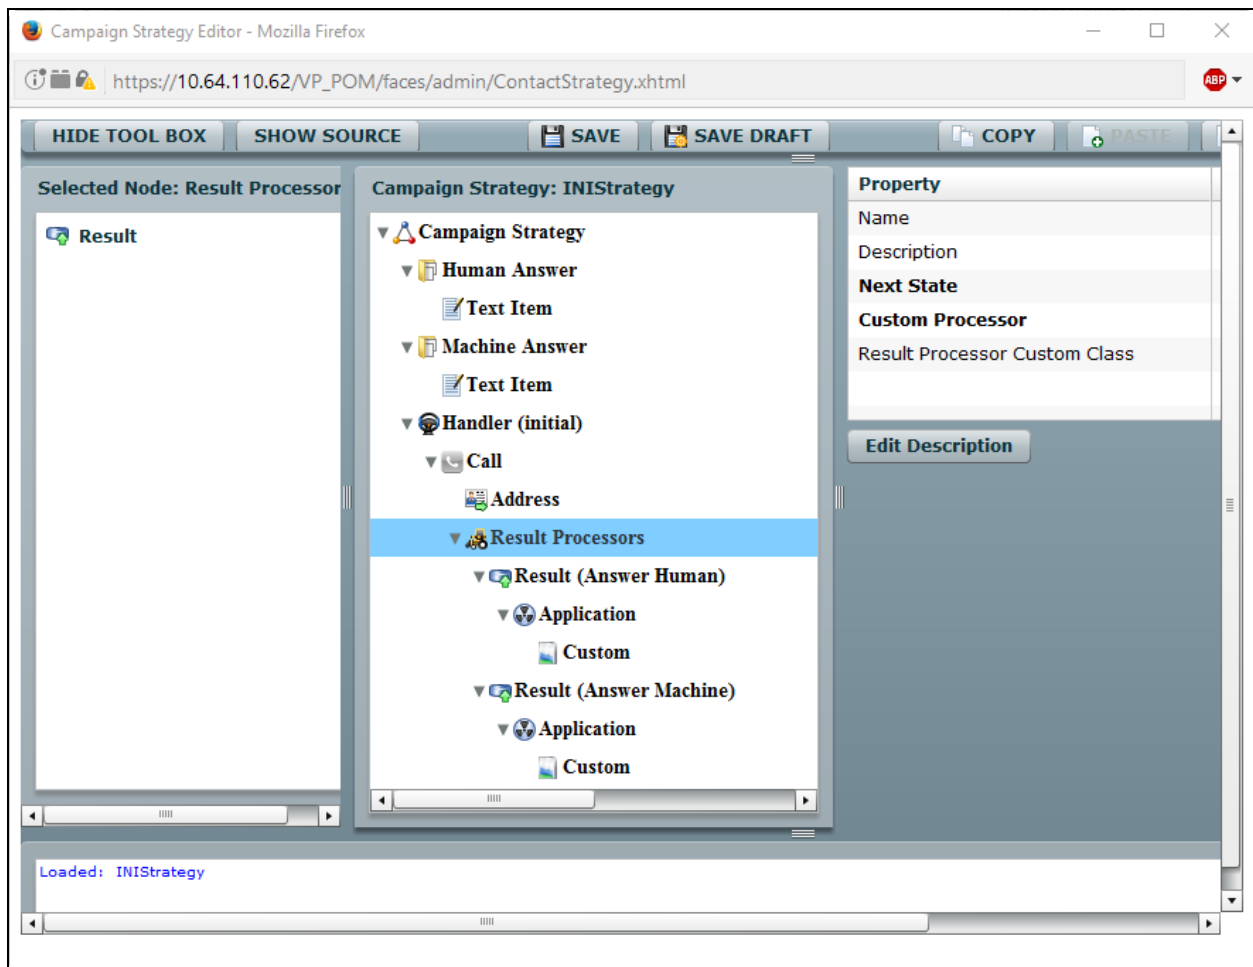 Campaign Strategy Editor - Mozilla Firefox
https://10.64.110.62/VP_POM/faces/admin/ContactStrategy.xhtml
ABP
HIDE TOOL BOX SHOW SOURCE SAVE SAVE DRAFT COPY PASTE
Selected Node: Result Processor
Result
Campaign Strategy: INIStrategy
Campaign Strategy
Human Answer
Text Item
Machine Answer
Text Item
Handler (initial)
Call
Address
Result Processors
Result (Answer Human)
Application
Custom
Result (Answer Machine)
Application
Custom
Property
Name
Description
Next State
Custom Processor
Result Processor Custom Class
Edit Description
Loaded: INIStrategy